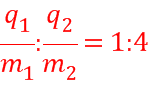 q₁/m₁ : q₂/m₂ = 1:4